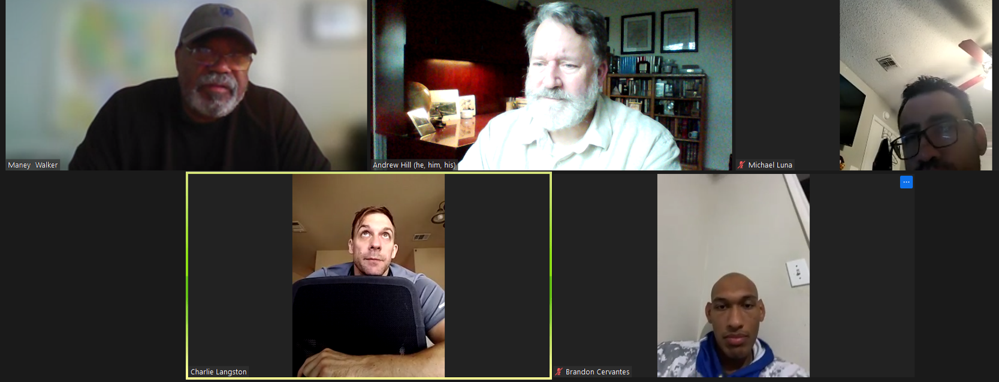 Maney Walker
Andrew Hill (he, him, his)
Michael Luna
Charlie Langston
Brandon Cervantes